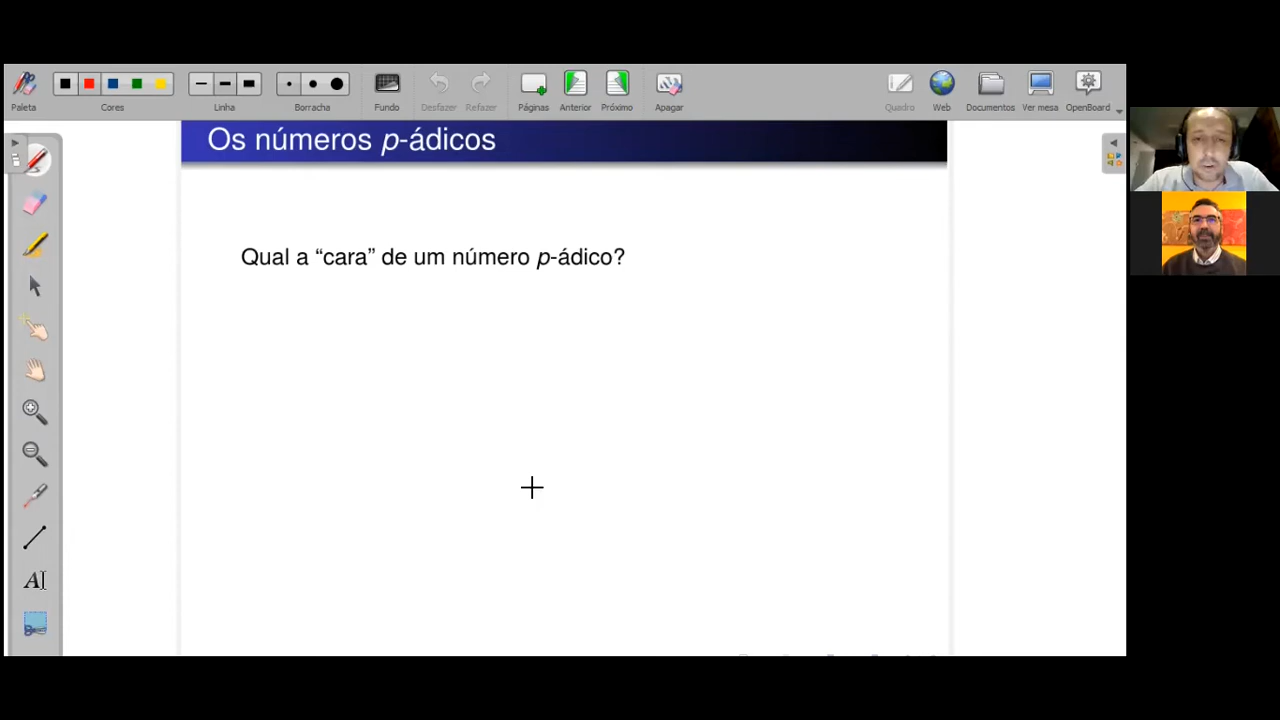 Paleta
Cores
Linha
Borracha
Fundo
Desfazer
Refazer
Páginas
Anterior
Próximo
Apagar
Quadro
Web
Documentos
Ver mesa
OpenBoard
Os números p-ádicos
Qual a “cara” de um número p-ádico?